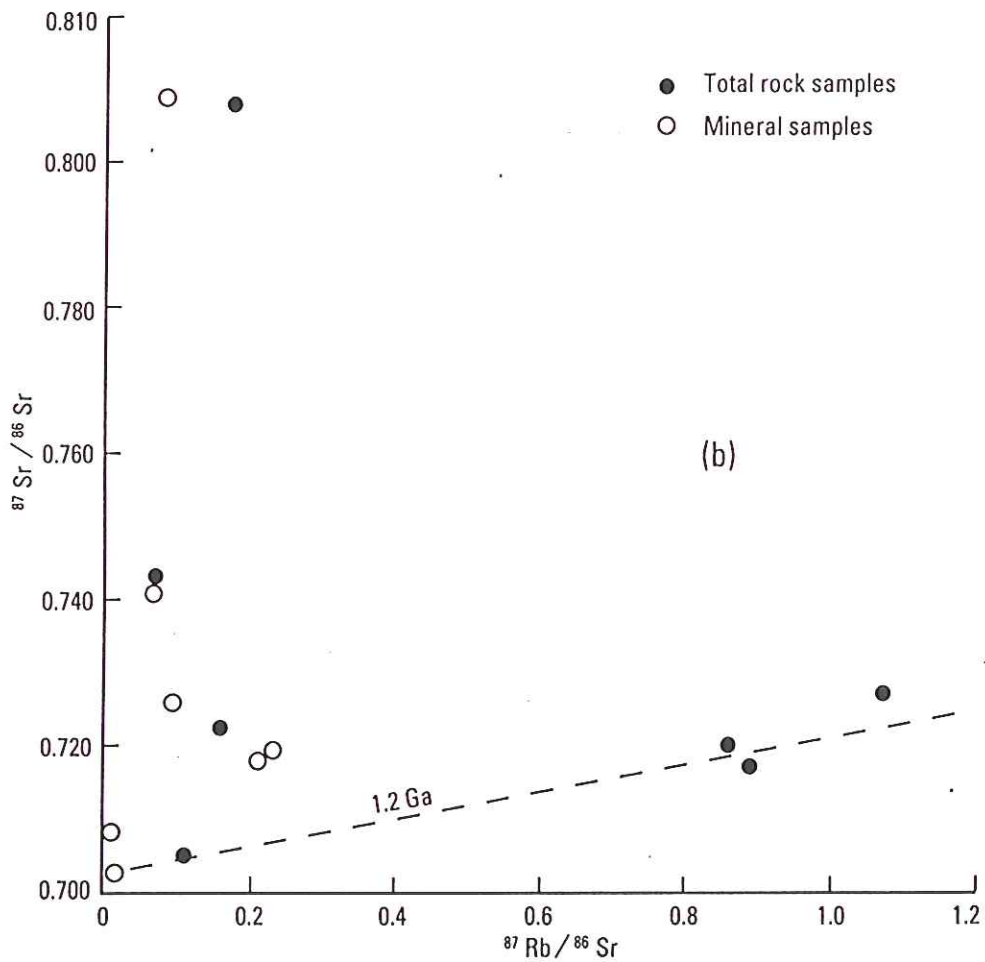 0.810
0.800
0.780
0.760
0.740
0.720
0.700
87 Sr / 86 Sr
Total rock samples
Mineral samples
(b)
1.2 Ga
0 0.2 0.4 0.6 0.8 1.0 1.2
87 Rb / 86 Sr